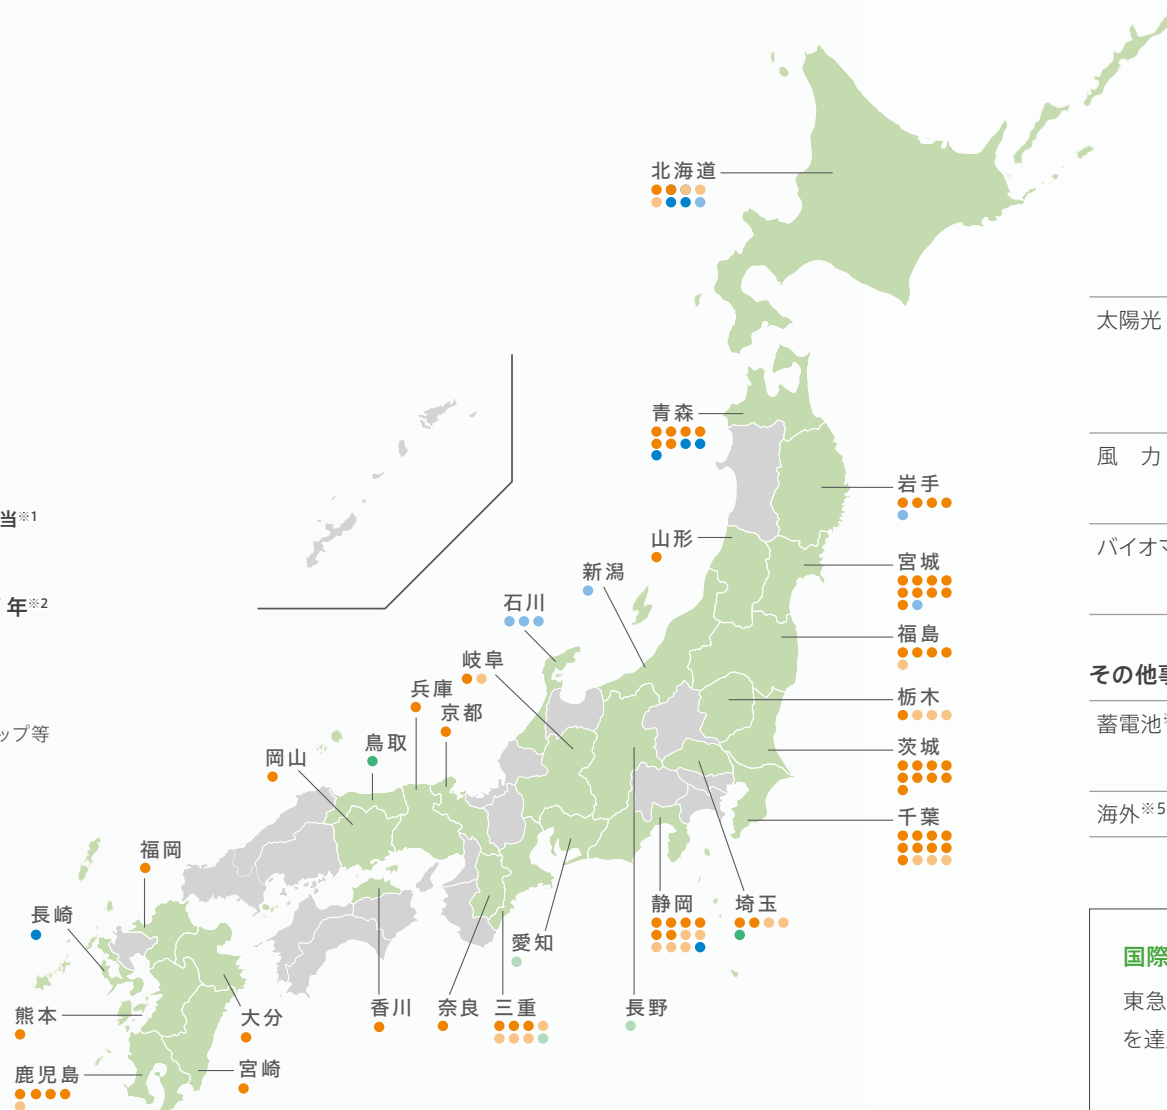 北海道
太陽光
青森
風 力
岩手
当※1
山形
バイオマ
宮城
新潟
年※2
石川
福島
岐阜
その他事
兵庫
栃木
京都
蓄電池
ップ等
鳥取
茨城
岡山
海外※5
千葉
福岡
静岡
埼玉
長崎
愛知
国際
東急
香川
奈良
三重
長野
熊本
大分
を達
宮崎
鹿児島